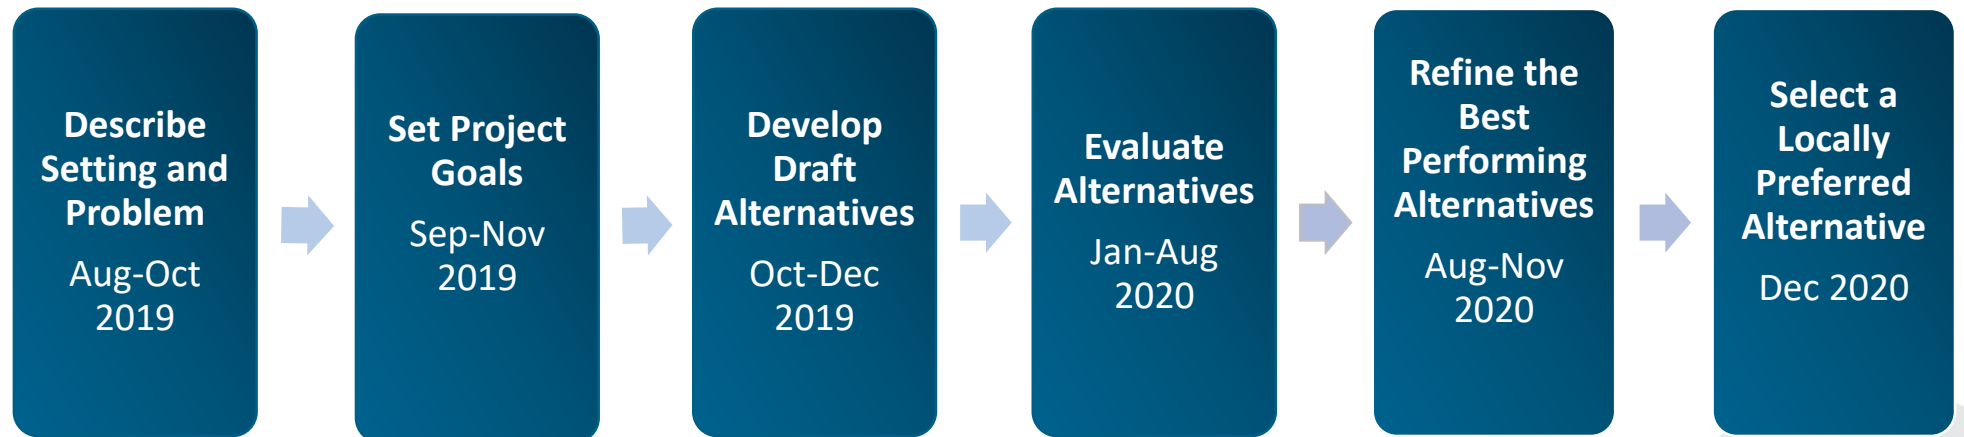 Describe
Setting and
Problem
Aug-Oct
2019
Set Project
Goals
Sep-Nov
2019
Develop
Draft
Alternatives
Oct-Dec
2019
Evaluate
Alternatives
Jan-Aug
2020
Refine the
Best
Performing
Alternatives
Aug-Nov
2020
Select a
Locally
Preferred
Alternative
Dec 2020